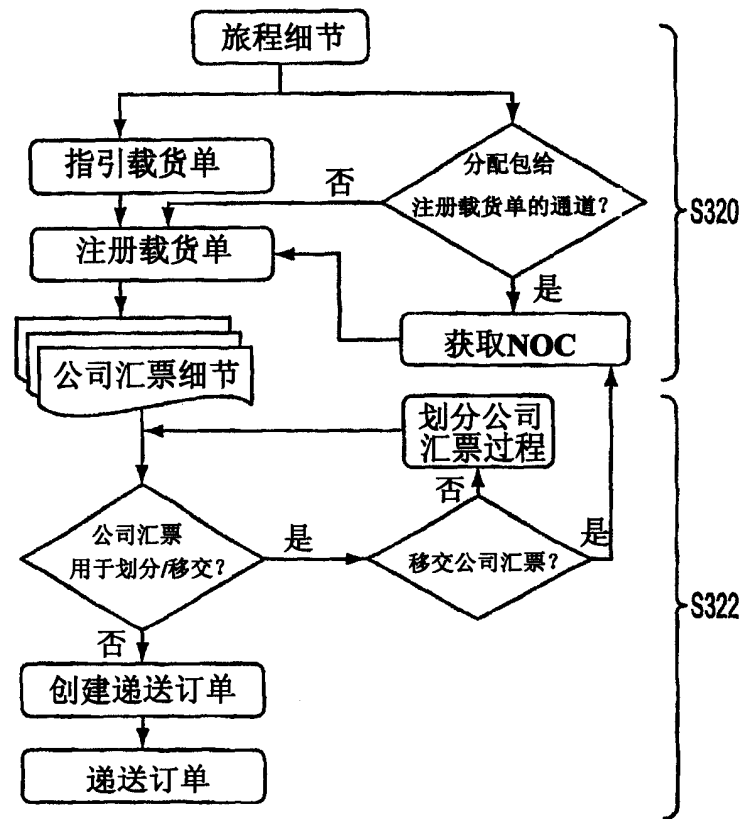 旅程细节
指引载货单
分配包给
注册载货单的通道？
否
注册载货单
是
获取NOC
S320
公司汇票细节
划分公司
汇票过程
否
公司汇票
用于划分/移交？
是
移交公司汇票？
是
S322
否
创建递送订单
递送订单